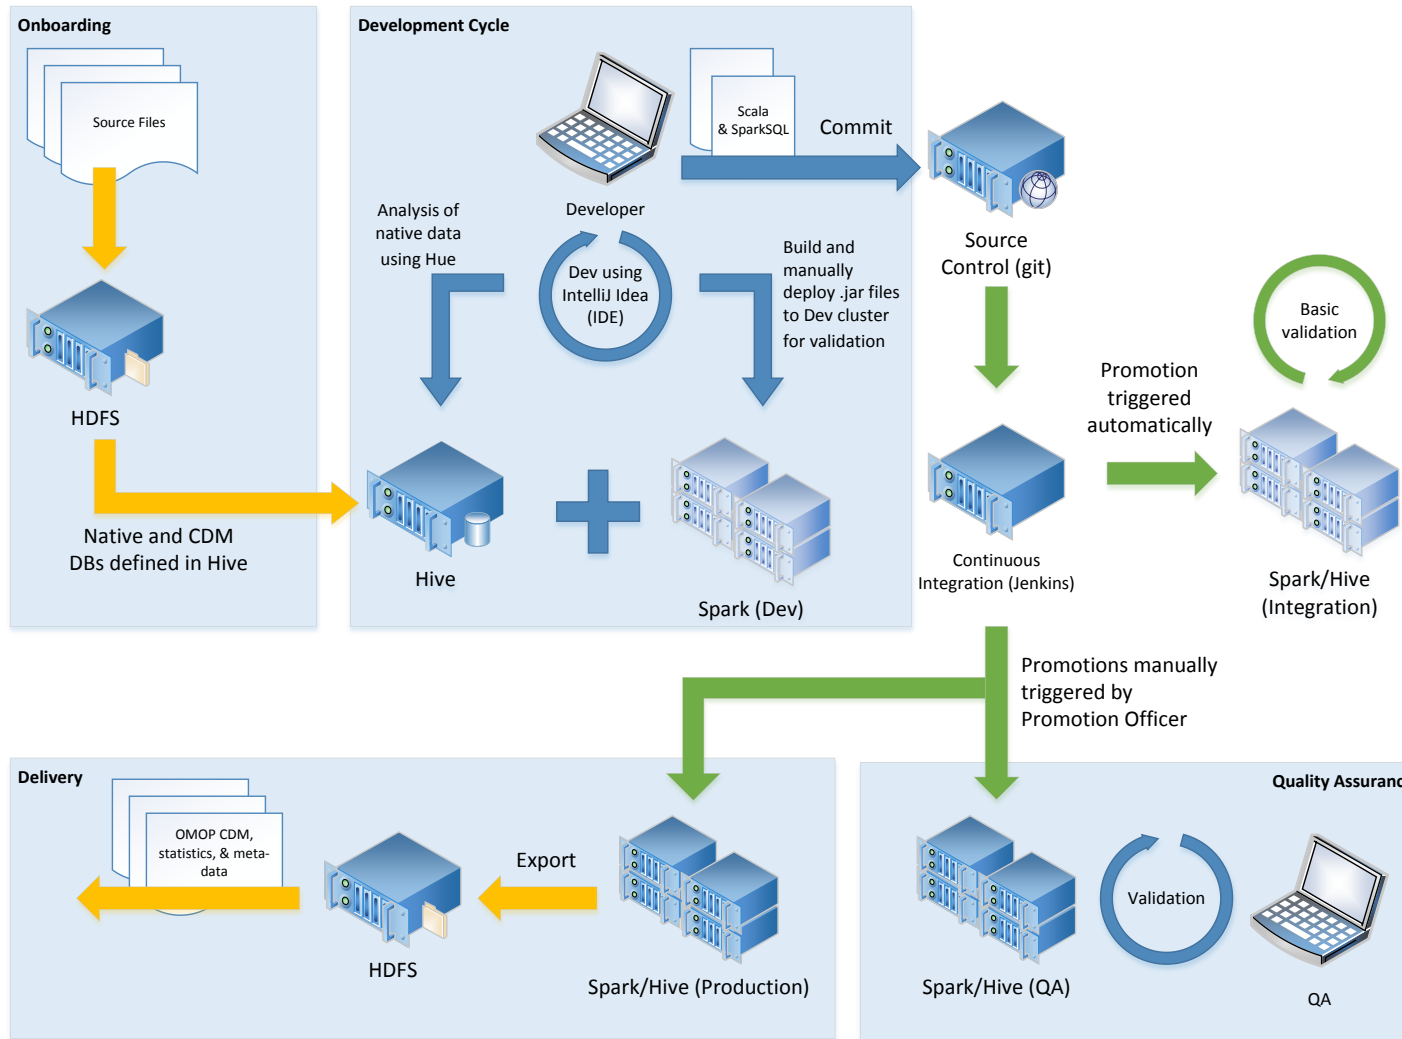 Onboarding
Source Files
HDFS
Native and CDM
DBs defined in Hive
Development Cycle
Scala
& SparkSQL
Commit
Developer
Analysis of
native data
using Hue
Dev using
IntelliJ Idea
(IDE)
Build and
manually
deploy .jar files
to Dev cluster
for validation
Hive
Spark (Dev)
Source
Control (git)
Continuous
Integration (Jenkins)
Promotion
triggered
automatically
Basic
validation
Spark/Hive
(Integration)
Promotions manually
triggered by
Promotion Officer
Delivery
OMOP CDM,
statistics, & meta-
data
HDFS
Export
Spark/Hive (Production)
Quality Assuranc
Spark/Hive (QA)
Validation
QA